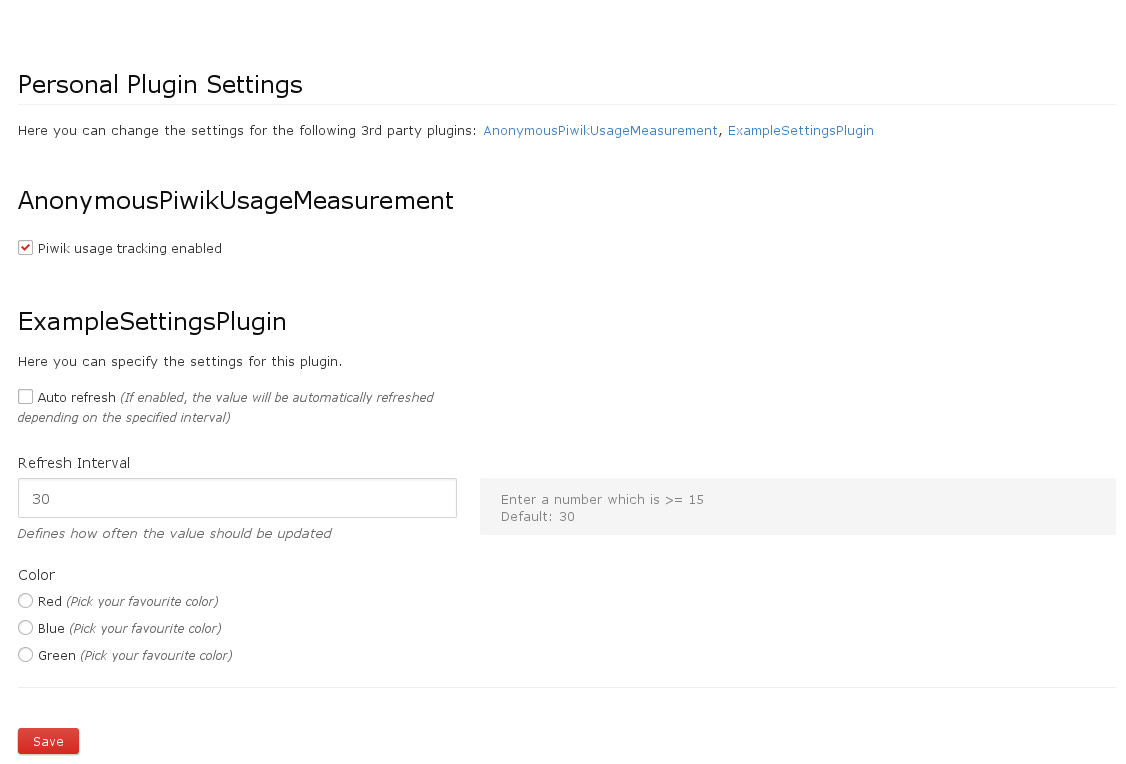 Personal Plugin Settings
Here you can change the settings for the following 3rd party plugins: AnonymousPiwikUsageMeasurement, ExampleSettingsPlugin
AnonymousPiwikUsageMeasurement
Piwik usage tracking enabled
ExampleSettingsPlugin
Here you can specify the settings for this plugin.
Auto refresh (If enabled, the value will be automatically refreshed
depending on the specified interval)
Refresh Interval
30
Enter a number which is >= 15
Default: 30
Defines how often the value should be updated
Color
Red (Pick your favourite color)
Blue (Pick your favourite color)
Green (Pick your favourite color)
Save